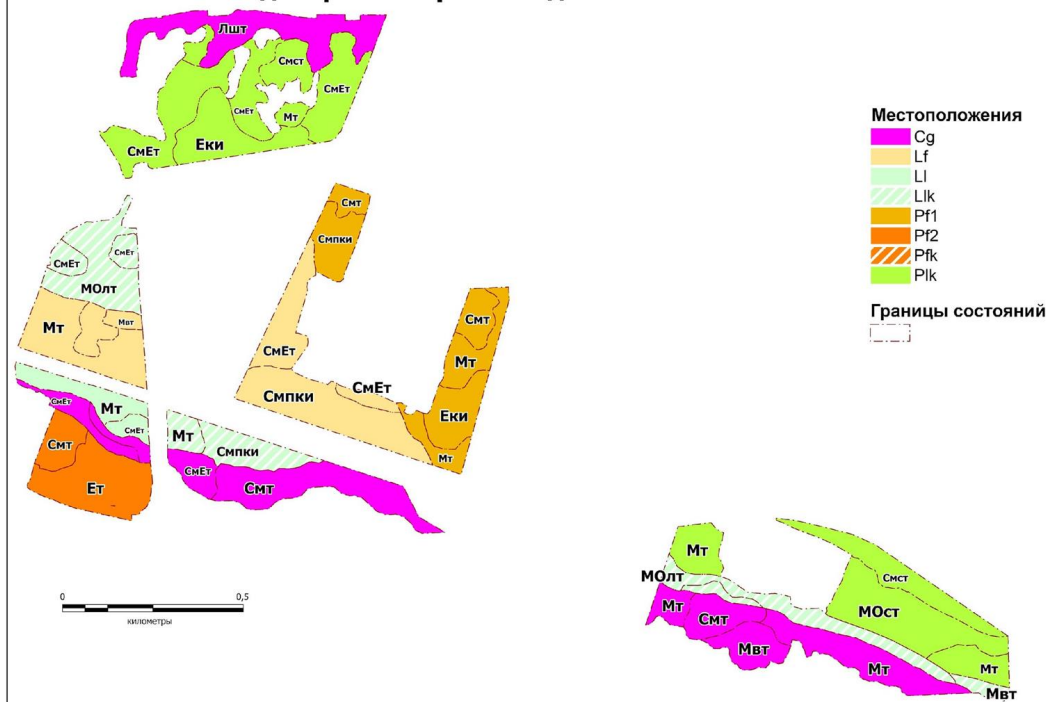 Лшт
Смст
СмЕт
СмЕт
Мт
Еки
СмЕт
Местоположения
Cg
Lf
Ll
Llk
Pf1
Pf2
Pfk
Plk
Границы состояний
Смт
Смпки
СмЕт
СмЕт
МОлт
Мт
Мвт
СмЕт
СмЕт
Смпки
Смт
Мт
Еки
Мт
СмЕт
Мт
СмЕт
Смт
Ет
Мт
Смпки
СмЕт
Смт
0 0,5
километры
Мт
МОлт
Мт
Смт
Мвт
Мт
Смст
МОст
Мт
Мвт